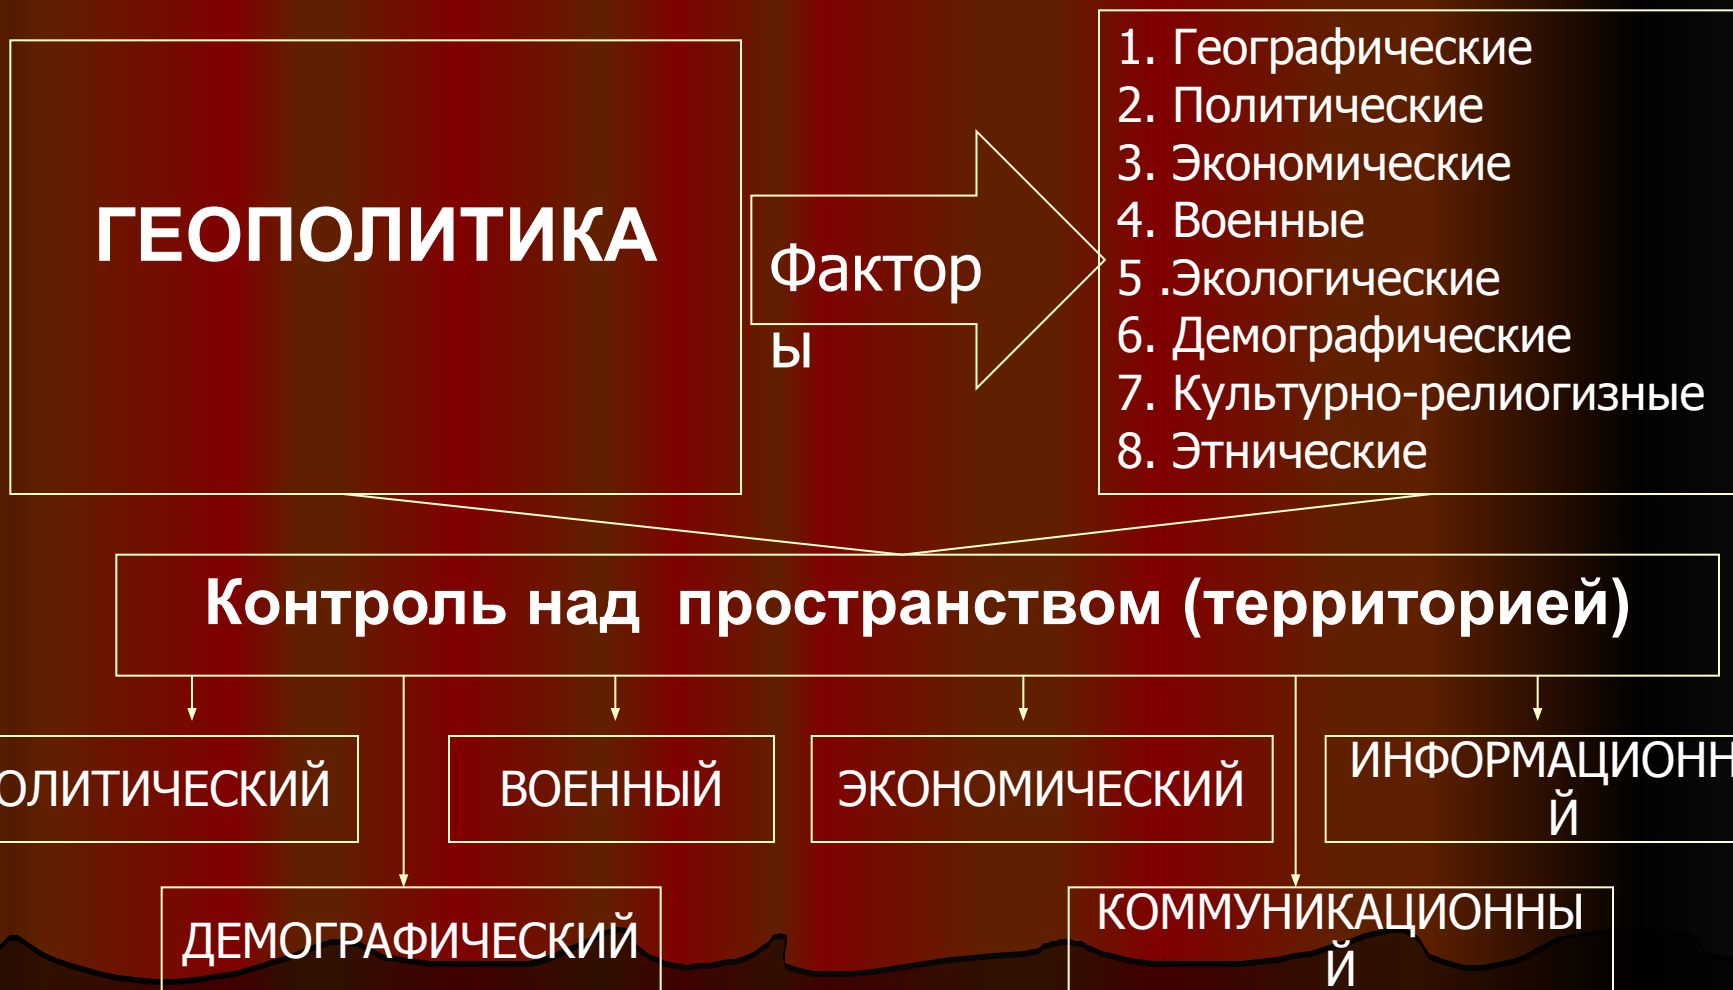 ГЕОПОЛИТИКА
Фактор
ы
1. Географические
2. Политические
3. Экономические
4. Военные
5 .Экологические
6. Демографические
7. Культурно-релиогизные
8. Этнические
Контроль над  пространством (территорией)
ОЛИТИЧЕСКИЙ
ВОЕННЫЙ
ЭКОНОМИЧЕСКИЙ
ИНФОРМАЦИОНН
Й
ДЕМОГРАФИЧЕСКИЙ
КОММУНИКАЦИОННЫ
Й